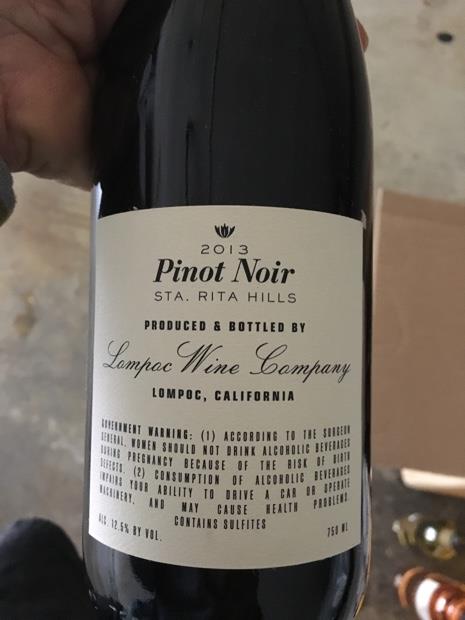 2013
Pinot Noir
STA. RITA HILLS
PRODUCED & BOTTLED BY
Lompoc Wine Company
LOMPOC, CALIFORNIA
GOVERNMENT WARNING: (1) ACCORDING TO THE SURGEON
GENERAL, WOMEN SHOULD NOT DRINK ALCOHOLIC BEVERAGES
DURING PREGNANCY BECAUSE OF THE RISK OF BIRTH
DEFECTS. (2) CONSUMPTION OF ALCOHOLIC BEVERAGES
IMPAIRS YOUR ABILITY TO DRIVE A CAR OR OPERATE
MACHINERY, AND MAY CAUSE HEALTH PROBLEMS.
CONTAINS SULFITES
ALC. 12.5% BY VOL. 750 ML